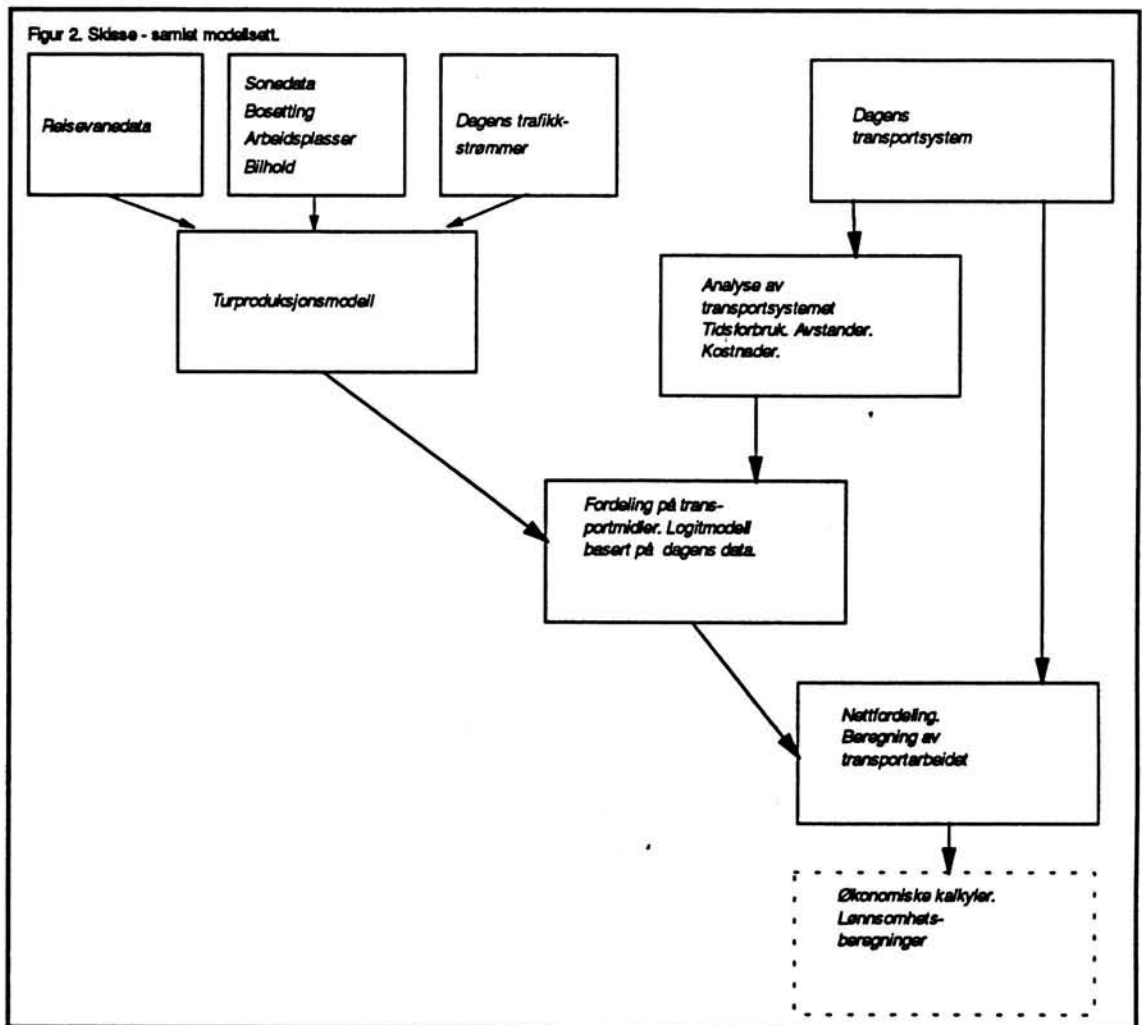 Figur 2. Skisse - samlet modellsett.
Reisevanedata
Sonedata
Bosetting
Arbeidsplasser
Bilhold
Dagens trafikk-
strømmer
Dagens
transportsystem
Turproduksjonsmodell
Analyse av
transportsystemet
Tidsforbruk. Avstander.
Kostnader.
Fordeling på trans-
portmidler. Logitmodell
basert på dagens data.
Nettfordeling.
Beregning av
transportarbeidet
Økonomiske kalkyler.
Lønnsomhets-
beregninger